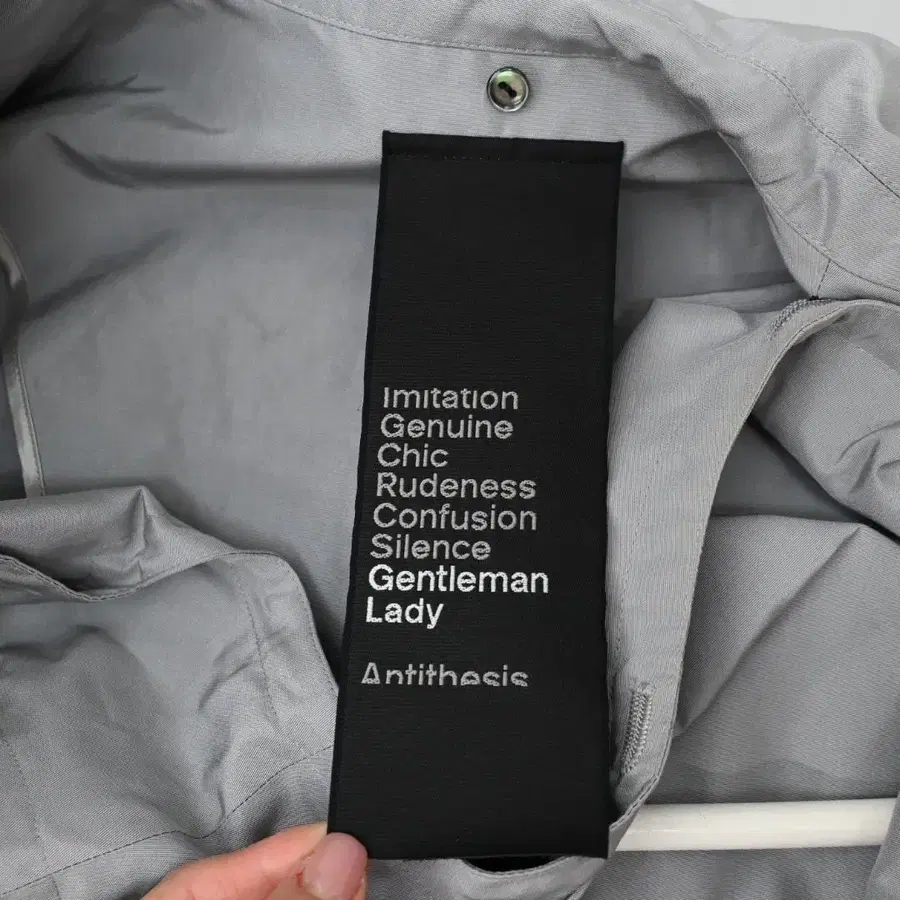 Imitation
Genuine
Chic
Rudeness
Confusion
Silence
Gentleman
Lady
Antithesis